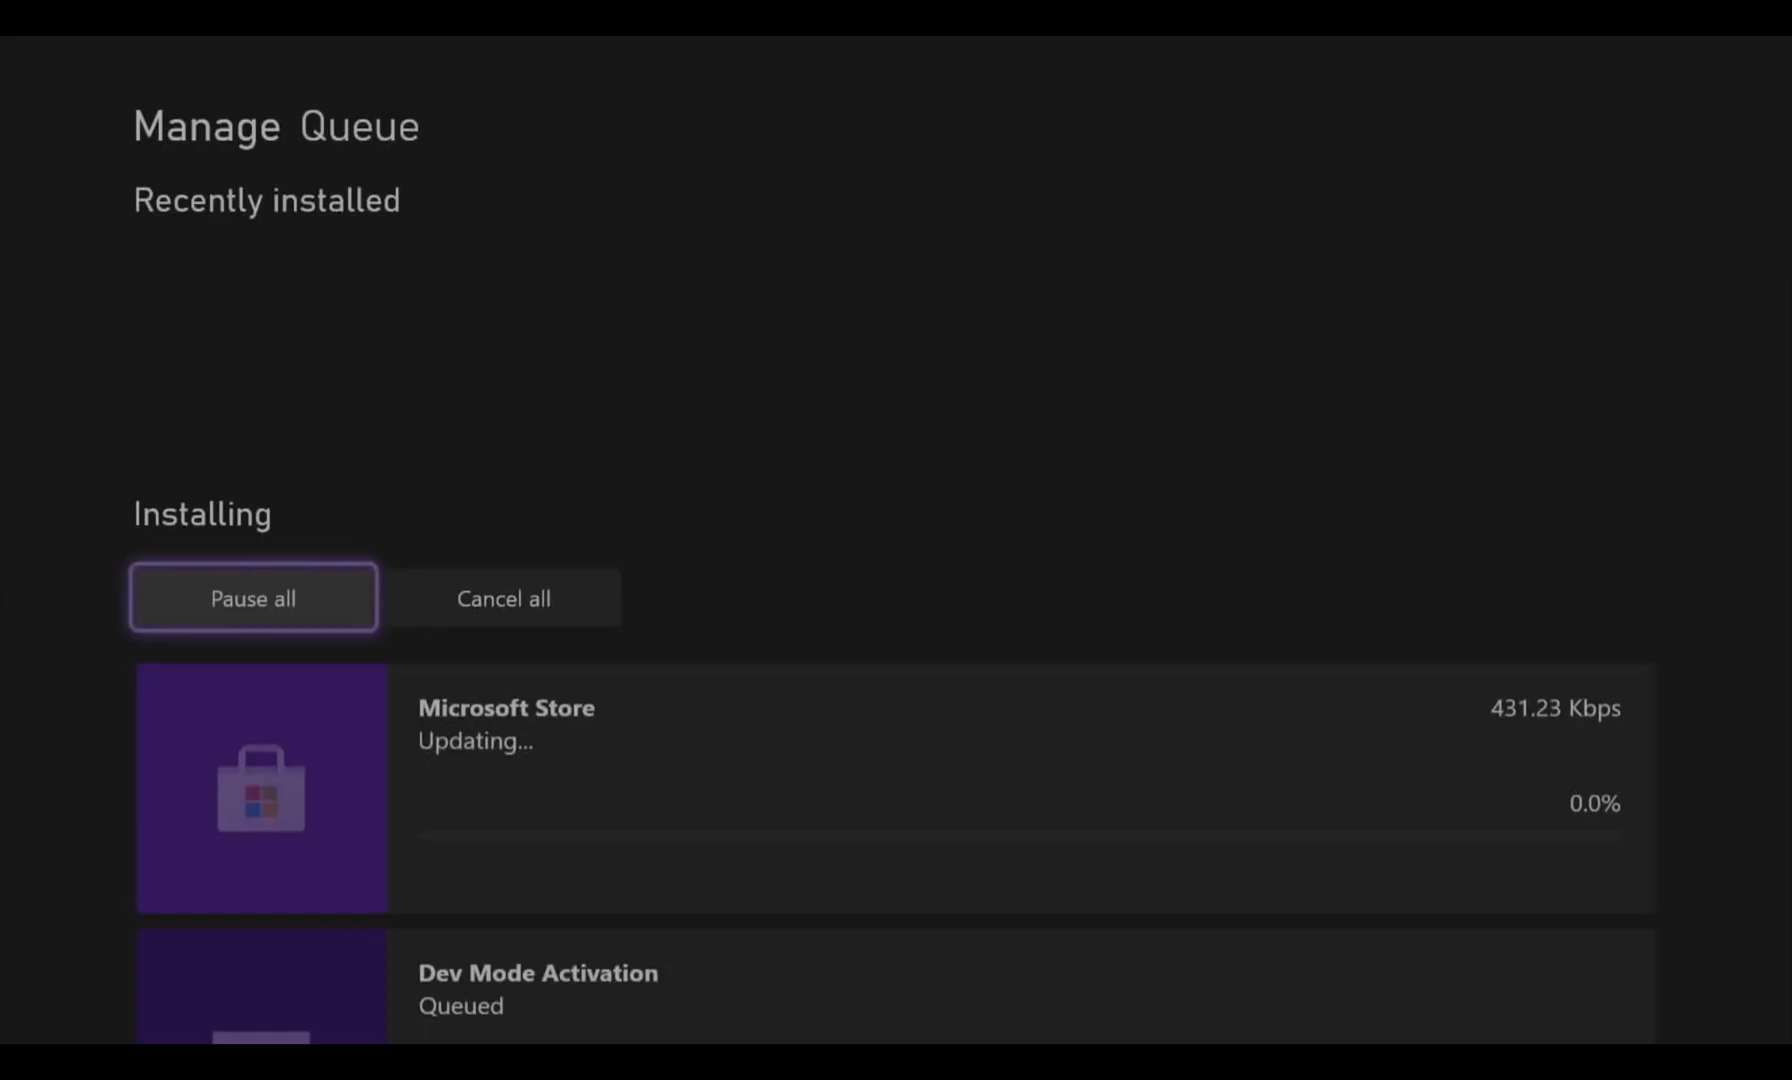 Manage Queue
Recently installed
Installing
Pause all
Cancel all
Microsoft Store
431.23 Kbps
Updating...
0.0%
Dev Mode Activation
Queued